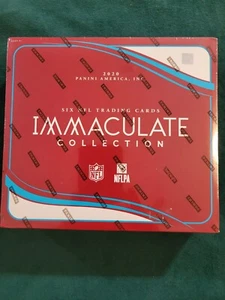 2020
PANINI AMERICA, INC.
SIX NFL TRADING CARDS
IMMACULATE
COLLECTION
NFL
NFLPA